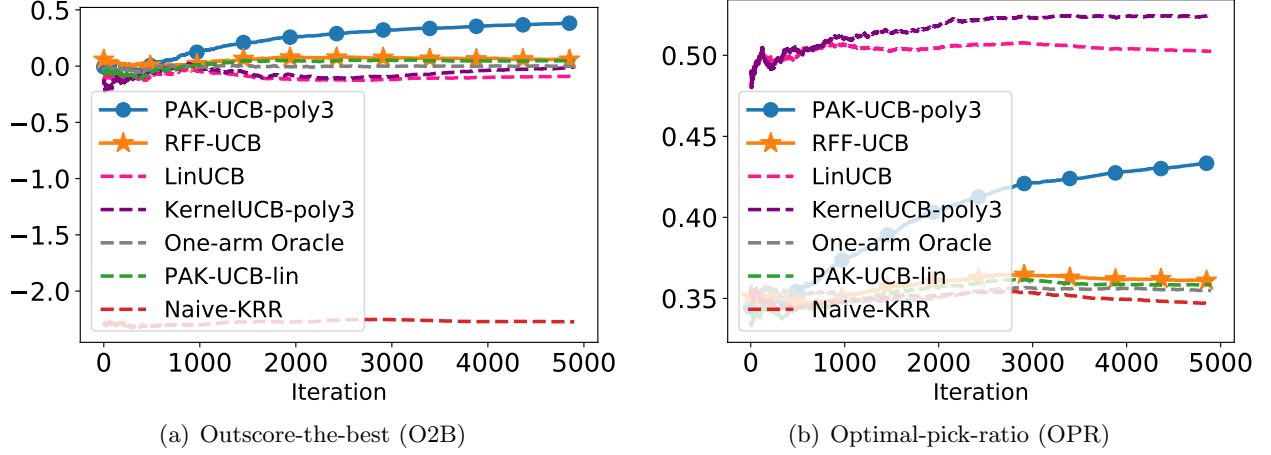 0.5
0.0
−0.5
−1.0
−1.5
−2.0
PAK-UCB-poly3
RFF-UCB
LinUCB
KernelUCB-poly3
One-arm Oracle
PAK-UCB-lin
Naive-KRR
0 1000 2000 3000 4000 5000
Iteration
(a) Outscore-the-best (O2B)
0.50
0.45
0.40
0.35
PAK-UCB-poly3
RFF-UCB
LinUCB
KernelUCB-poly3
One-arm Oracle
PAK-UCB-lin
Naive-KRR
0 1000 2000 3000 4000 5000
Iteration
(b) Optimal-pick-ratio (OPR)